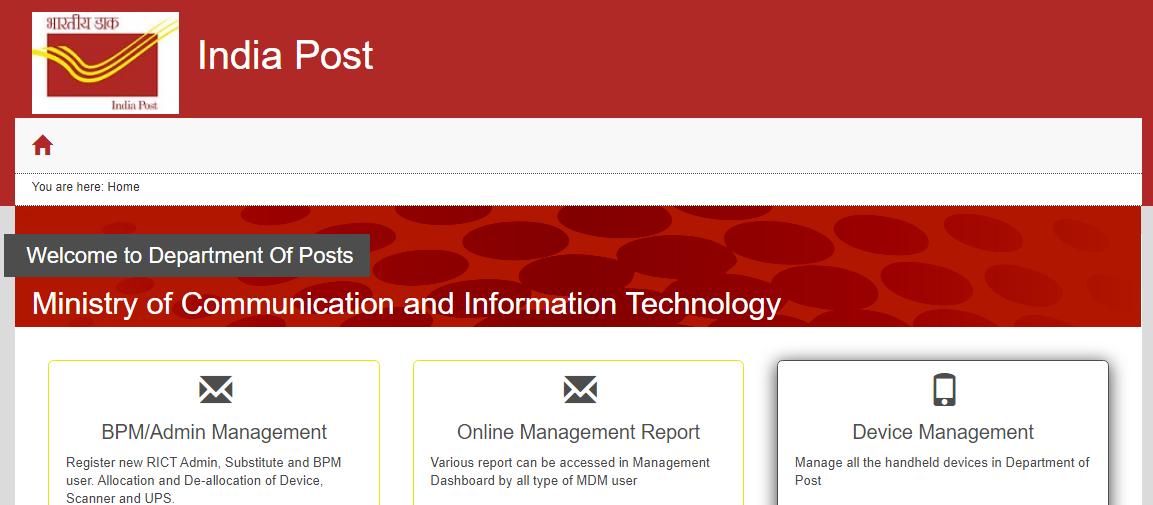 भारतीय डाक
India Post
India Post
You are here: Home
Welcome to Department Of Posts
Ministry of Communication and Information Technology
BPM/Admin Management
Register new RICT Admin, Substitute and BPM
user. Allocation and De-allocation of Device,
Scanner and UPS.
Online Management Report
Various report can be accessed in Management
Dashboard by all type of MDM user
Device Management
Manage all the handheld devices in Department of
Post